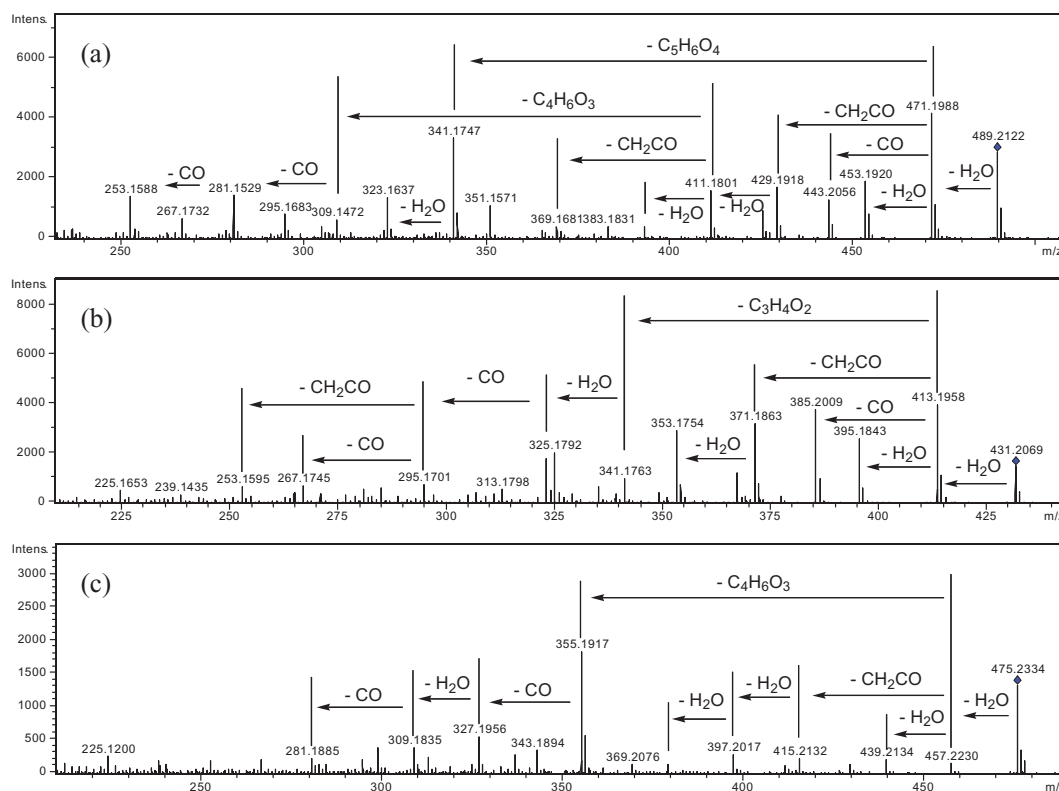 Intens.
(a)
- C5H6O4
6000
- C4H6O3
- CH2CO
4000
341.1747
- CH2CO
471.1988
489.2122
- CO
- CO
- CO
- H2O
2000
253.1588
281.1529
323.1637
351.1571
411.1801
429.1918
453.1920
443.2056
- H2O
267.1732
295.1683
309.1472
- H2O
369.1681
383.1831
- H2O
- H2O
0
250
300
350
400
450
m/z
Intens.
(b)
8000
- C3H4O2
6000
- CH2CO
- CO
- H2O
- CH2CO
4000
385.2009
- CO
413.1958
- CO
325.1792
353.1754
371.1863
395.1843
- H2O
431.2069
2000
- H2O
- H2O
225.1653
239.1435
253.1595
267.1745
295.1701
313.1798
341.1763
0
225
250
275
300
325
350
375
400
425
m/z
Intens.
3000
(c)
- C4H6O3
2500
2000
355.1917
475.2334
1500
- CO
- H2O
- CO
- H2O
- H2O
- CH2CO
- H2O
1000
- H2O
500
225.1200
281.1885
309.1835
327.1956
343.1894
369.2076
397.2017
415.2132
439.2134
457.2230
0
250
300
350
400
450
m/z